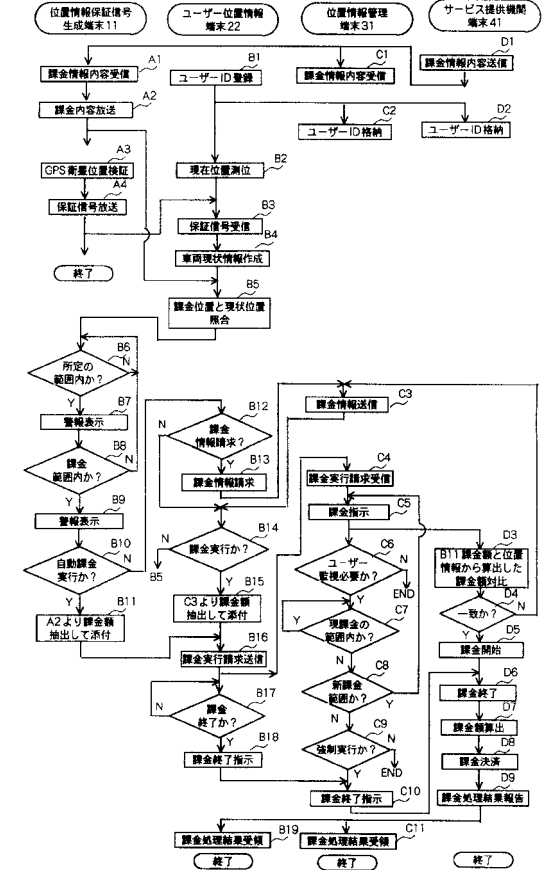 位置情報保証信号
生成端末11
ユーザー位置情報
端末22
位置情報管理
端末31
サービス提供機関
端末41
A1
課金情報内容受信
A2
課金内容放送
A3
GPS衛星位置検証
A4
保証信号放送
終了
B1
ユーザーID登録
C1
課金情報内容受信
D1
課金情報内容送信
C2
ユーザーID格納
D2
ユーザーID格納
B2
現在位置測位
B3
保証信号受信
B4
車両現状情報作成
B5
課金位置と現状位置
照合
B6
所定の
範囲内か?
N
Y
B7
警報表示
B8
課金
範囲内か?
N
Y
B9
警報表示
B10
自動課金
実行か?
N
Y
B11
A2より課金額
抽出して添付
B12
課金
情報請求?
N
Y
B13
課金情報請求
B14
課金実行か?
N
B5
Y
B15
C3より課金額
抽出して添付
B16
課金実行請求送信
B17
課金
終了か?
N
Y
B18
課金終了指示
C3
課金情報送信
C4
課金実行請求受信
C5
課金指示
C6
ユーザー
監視必要か?
N
END
Y
C7
現課金の
範囲内か?
Y
N
C8
新課金
範囲か?
Y
N
C9
強制実行か?
N
END
Y
課金終了指示
C10
D3
B11課金額と位置
情報から算出した
課金額対比
D4
一致か?
N
Y
D5
課金開始
D6
課金終了
D7
課金額算出
D8
課金決済
D9
課金処理結果報告
課金処理結果受領
B19
課金処理結果受領
C11
終了
終了
終了